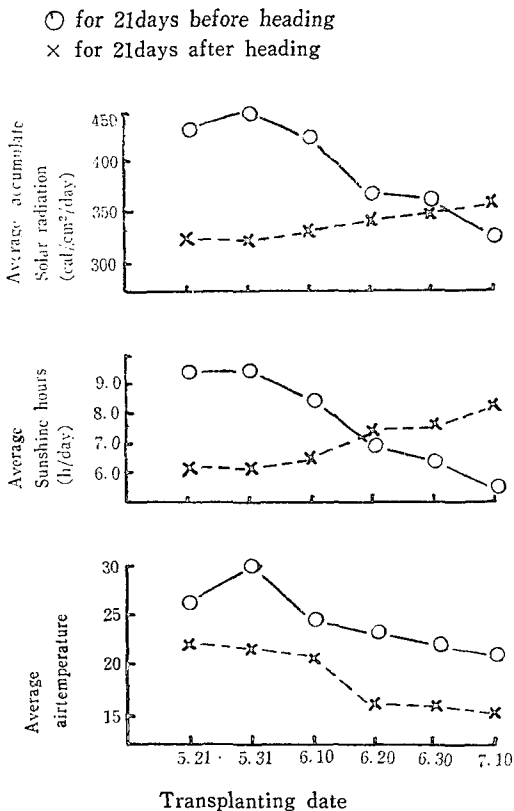 O for 21days before heading
× for 21days after heading
Average accumulate
Solar radiation
(cal/cm²/day)
450
400
350
300
Average
Sunshine hours
(h/day)
9.0
8.0
7.0
6.0
Average
airtemperature
30
25
20
15
5.21 5.31 6.10 6.20 6.30 7.10
Transplanting date